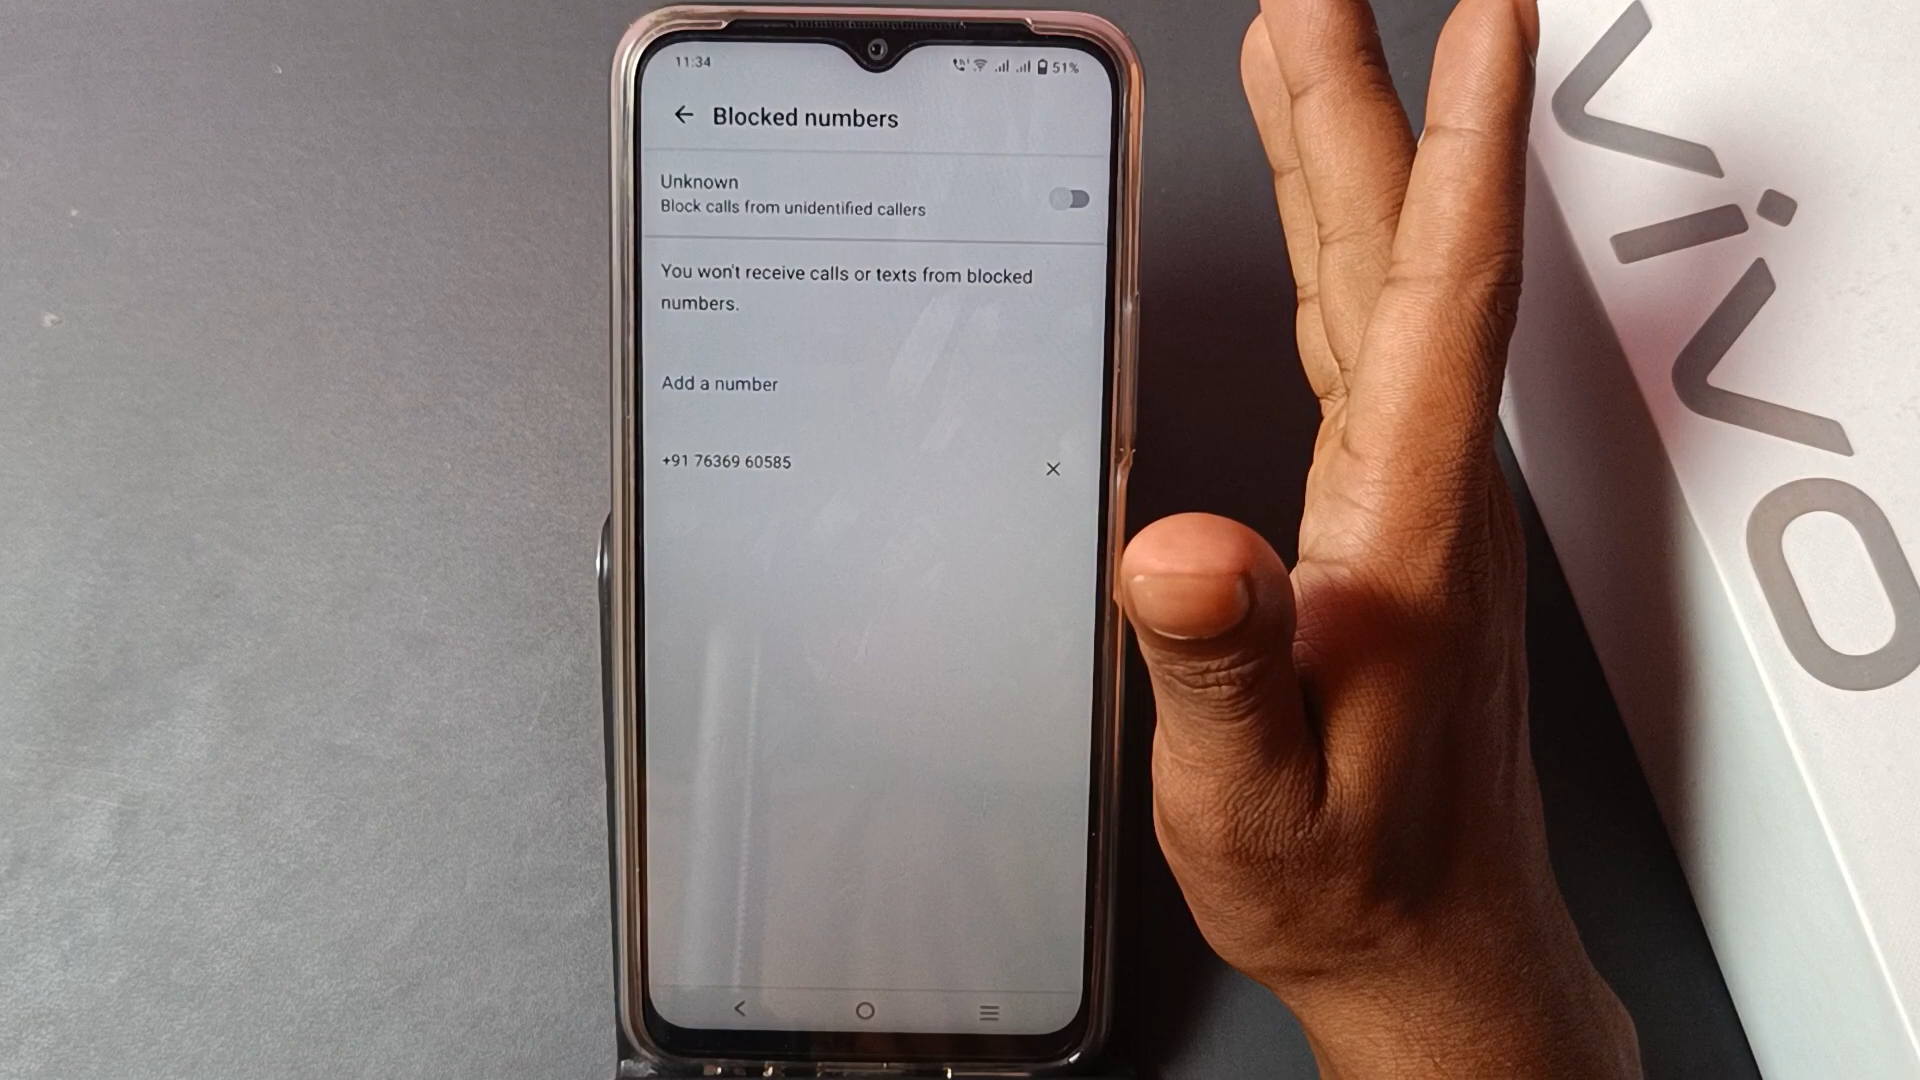 11:34
51%
Blocked numbers
Unknown
Block calls from unidentified callers
You won't receive calls or texts from blocked
numbers.
Add a number
+91 76369 60585
vivo